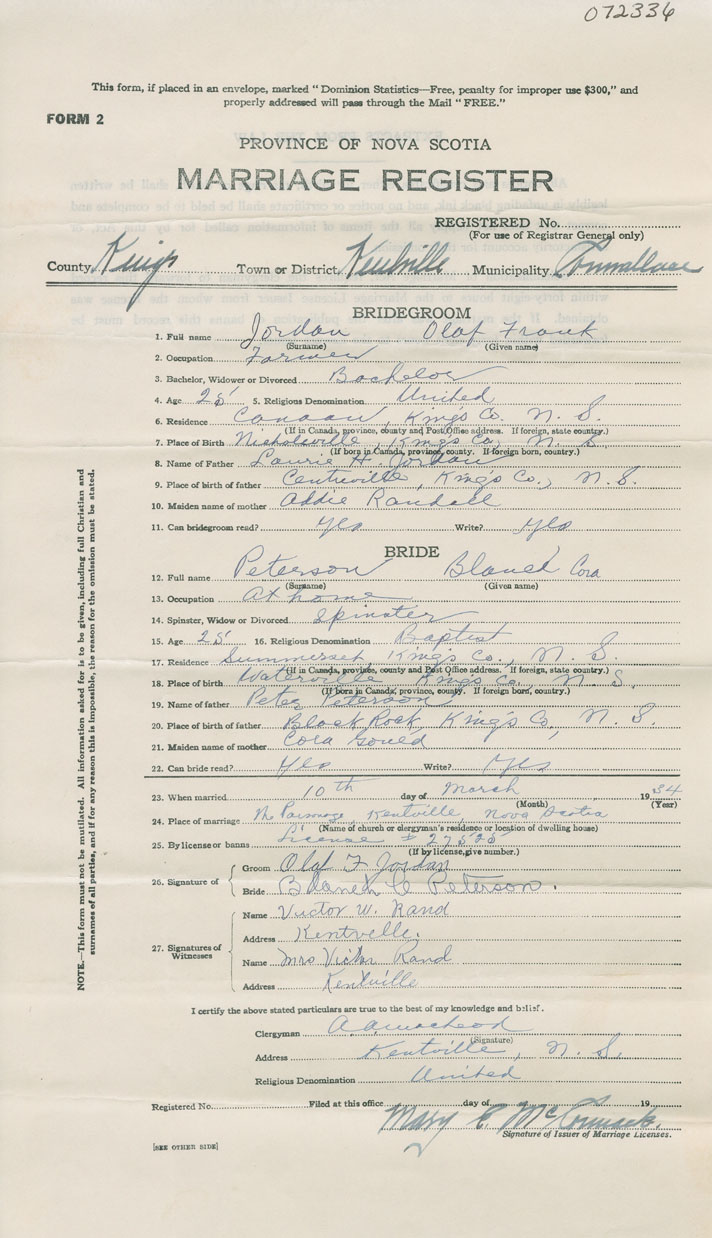 072336
This form, if placed in an envelope, marked "Dominion Statistics—Free, penalty for improper use $300," and
properly addressed will pass through the Mail "FREE."
FORM 2
PROVINCE OF NOVA SCOTIA
MARRIAGE REGISTER
REGISTERED No.
(For use of Registrar General only)
County Kings Town or District Kentville Municipality Cornwallace
BRIDEGROOM
1. Full name Jordan Olaf Frank
(Surname) (Given name)
2. Occupation Farmer
3. Bachelor, Widower or Divorced Bachelor
4. Age 25 5. Religious Denomination United
6. Residence Canaan, King's Co, N. S.
(If in Canada, province, county and Post Office address. If foreign, state country.)
7. Place of Birth Nicholsville, King's Co, N. S
(If born in Canada, province, county. If foreign born, country.)
8. Name of Father Laurie H. Jordan
9. Place of birth of father Centreville, King's Co., N. S.
10. Maiden name of mother Addie Randall
11. Can bridegroom read? Yes Write? Yes
BRIDE
12. Full name Peterson Blanch Cora
(Surname) (Given name)
13. Occupation At home
14. Spinster, Widow or Divorced Spinster
15. Age 25 16. Religious Denomination Baptist
17. Residence Summerset, King's Co., N. S.
(If in Canada, province, county and Post Office address. If foreign, state country.)
18. Place of birth Waterville King's Co. N. S.
(If born in Canada, province, county. If foreign born, country.)
19. Name of father Peter Peterson
20. Place of birth of father Black Rock, King's Co, N. S.
21. Maiden name of mother Cora Gould
22. Can bride read? Yes Write? Yes
23. When married 10th day of March 1934
(Month) (Year)
24. Place of marriage The Parsonage, Kentville, Nova Scotia
(Name of church or clergyman's residence or location of dwelling house)
25. By license or banns License #
(If by license, give number.)
26. Signature of Groom Olaf F. Jordan
Bride Blanch C Peterson.
27. Signatures of Witnesses
Name Victor W. Rand
Address Kentville.
Name Mrs Victor Rand
Address Kentville
I certify the above stated particulars are true to the best of my knowledge and belief.
Clergyman
(Signature)
Address Kentville, N. S.
Religious Denomination United
Registered No. Filed at this office day of 19
Mary E. McCormack.
Signature of Issuer of Marriage Licenses.
[SEE OTHER SIDE]
NOTE.—This form must not be mutilated. All information asked for is to be given, including full Christian and
surnames of all parties, and if for any reason this is impossible, the reason for the omission must be stated.